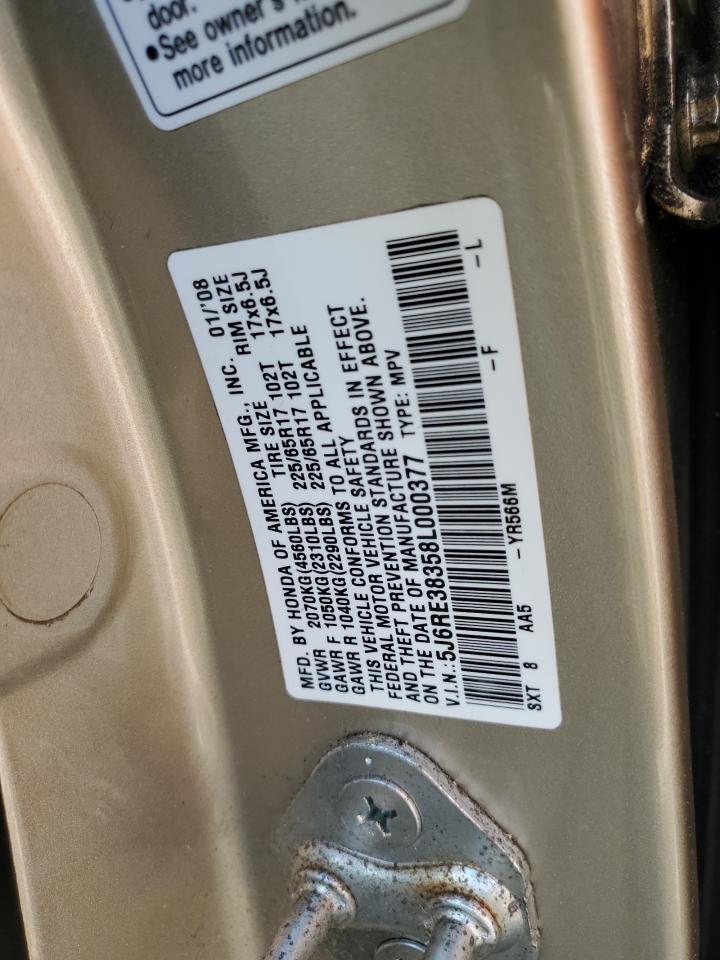 door.
•See owner's
more information.
MFD. BY HONDA OF AMERICA MFG., INC. 01/'08
GVWR 2070KG(4560LBS) TIRE SIZE RIM SIZE
GAWR F 1050KG(2310LBS) 225/65R17 102T 17x6.5J
GAWR R 1040KG(2290LBS) 225/65R17 102T 17x6.5J
THIS VEHICLE CONFORMS TO ALL APPLICABLE
FEDERAL MOTOR VEHICLE SAFETY
AND THEFT PREVENTION STANDARDS IN EFFECT
ON THE DATE OF MANUFACTURE SHOWN ABOVE.
V.I.N.:5J6RE38358L000377 TYPE: MPV
SXT 8 AA5 -YR566M -F -L